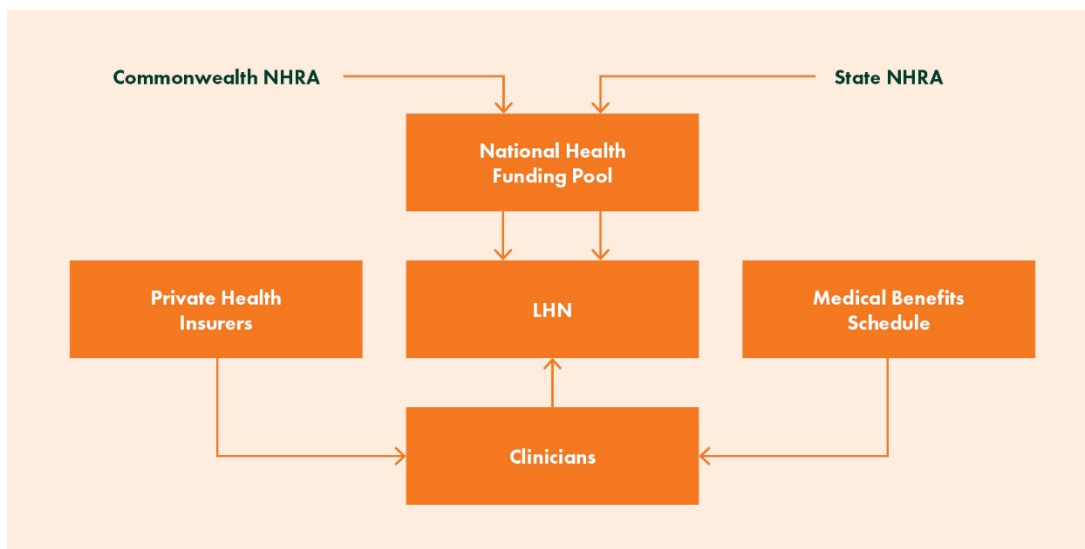 Commonwealth NHRA
State NHRA
National Health
Funding Pool
Private Health
Insurers
LHN
Medical Benefits
Schedule
Clinicians